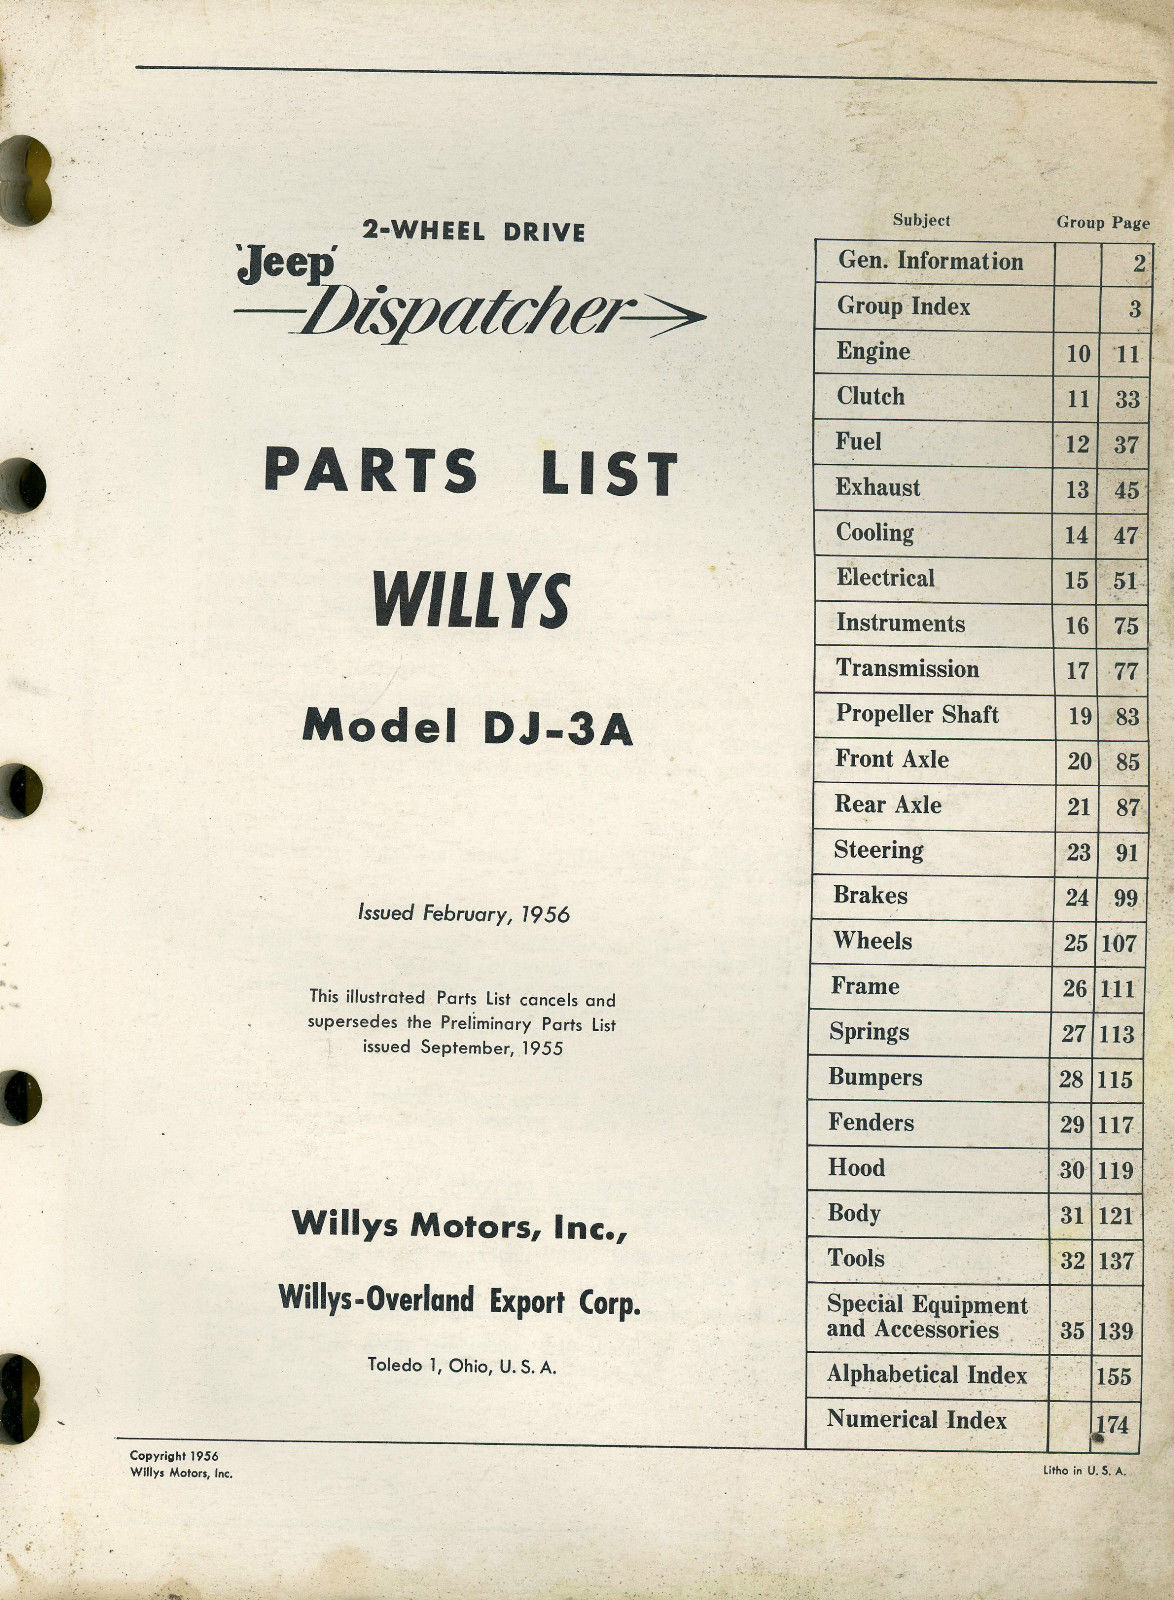 2-WHEEL DRIVE
'Jeep'
Dispatcher
PARTS LIST
WILLYS
Model DJ-3A
Issued February, 1956
This illustrated Parts List cancels and
supersedes the Preliminary Parts List
issued September, 1955
Willys Motors, Inc.,
Willys-Overland Export Corp.
Toledo 1, Ohio, U. S. A.
Subject Group Page
Gen. Information 2
Group Index 3
Engine 10 11
Clutch 11 33
Fuel 12 37
Exhaust 13 45
Cooling 14 47
Electrical 15 51
Instruments 16 75
Transmission 17 77
Propeller Shaft 19 83
Front Axle 20 85
Rear Axle 21 87
Steering 23 91
Brakes 24 99
Wheels 25 107
Frame 26 111
Springs 27 113
Bumpers 28 115
Fenders 29 117
Hood 30 119
Body 31 121
Tools 32 137
Special Equipment
and Accessories 35 139
Alphabetical Index 155
Numerical Index 174
Copyright 1956
Willys Motors, Inc.
Litho in U. S. A.